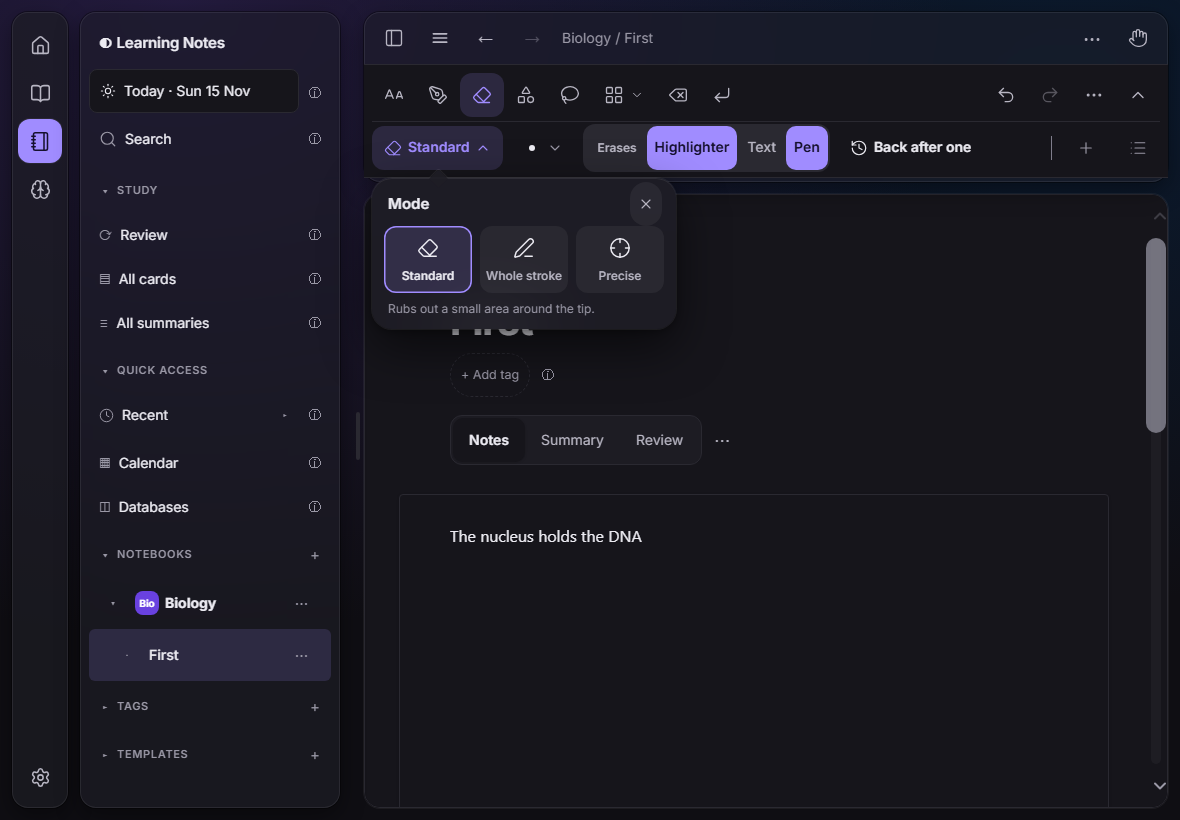 Learning Notes
Today · Sun 15 Nov
Search
STUDY
Review
All cards
All summaries
QUICK ACCESS
Recent
Calendar
Databases
NOTEBOOKS
Bio Biology
First
TAGS
TEMPLATES
Biology / First
AA
Standard
Erases Highlighter Text Pen
Back after one
Mode
Standard Whole stroke Precise
Rubs out a small area around the tip.
First
+ Add tag
Notes Summary Review
The nucleus holds the DNA